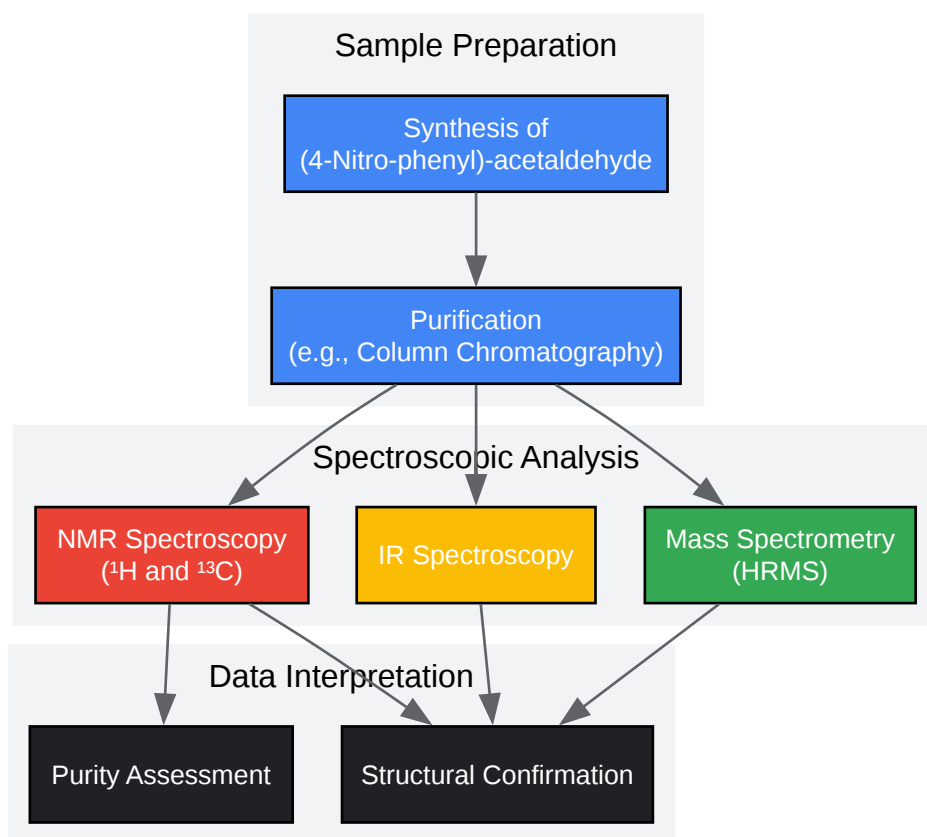 Sample Preparation
Synthesis of
(4-Nitro-phenyl)-acetaldehyde
Purification
(e.g., Column Chromatography)
Spectroscopic Analysis
NMR Spectroscopy
(¹H and ¹³C)
IR Spectroscopy
Mass Spectrometry
(HRMS)
Data Interpretation
Purity Assessment
Structural Confirmation